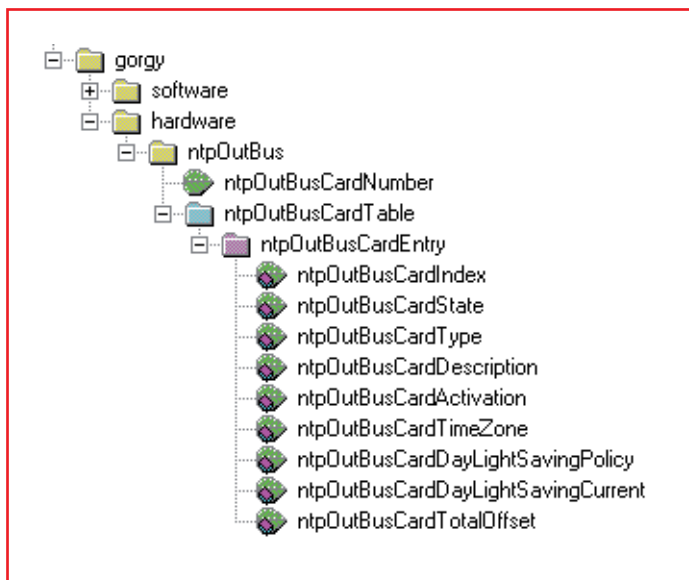 gorgy
software
hardware
ntpOutBus
ntpOutBusCardNumber
ntpOutBusCardTable
ntpOutBusCardEntry
ntpOutBusCardIndex
ntpOutBusCardState
ntpOutBusCardType
ntpOutBusCardDescription
ntpOutBusCardActivation
ntpOutBusCardTimeZone
ntpOutBusCardDayLightSavingPolicy
ntpOutBusCardDayLightSavingCurrent
ntpOutBusCardTotalOffset